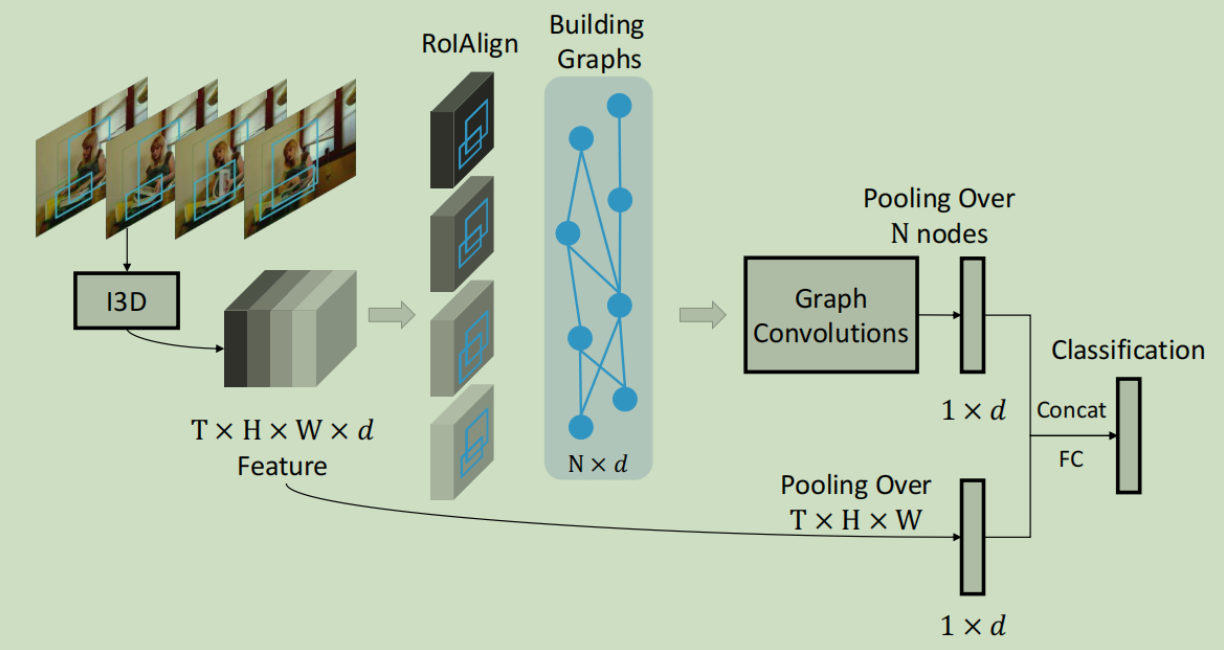 Building
Graphs
RoIAlign
I3D
T × H × W × d
Feature
N × d
Graph
Convolutions
Pooling Over
N nodes
1 × d
Pooling Over
T × H × W
1 × d
Concat
FC
Classification